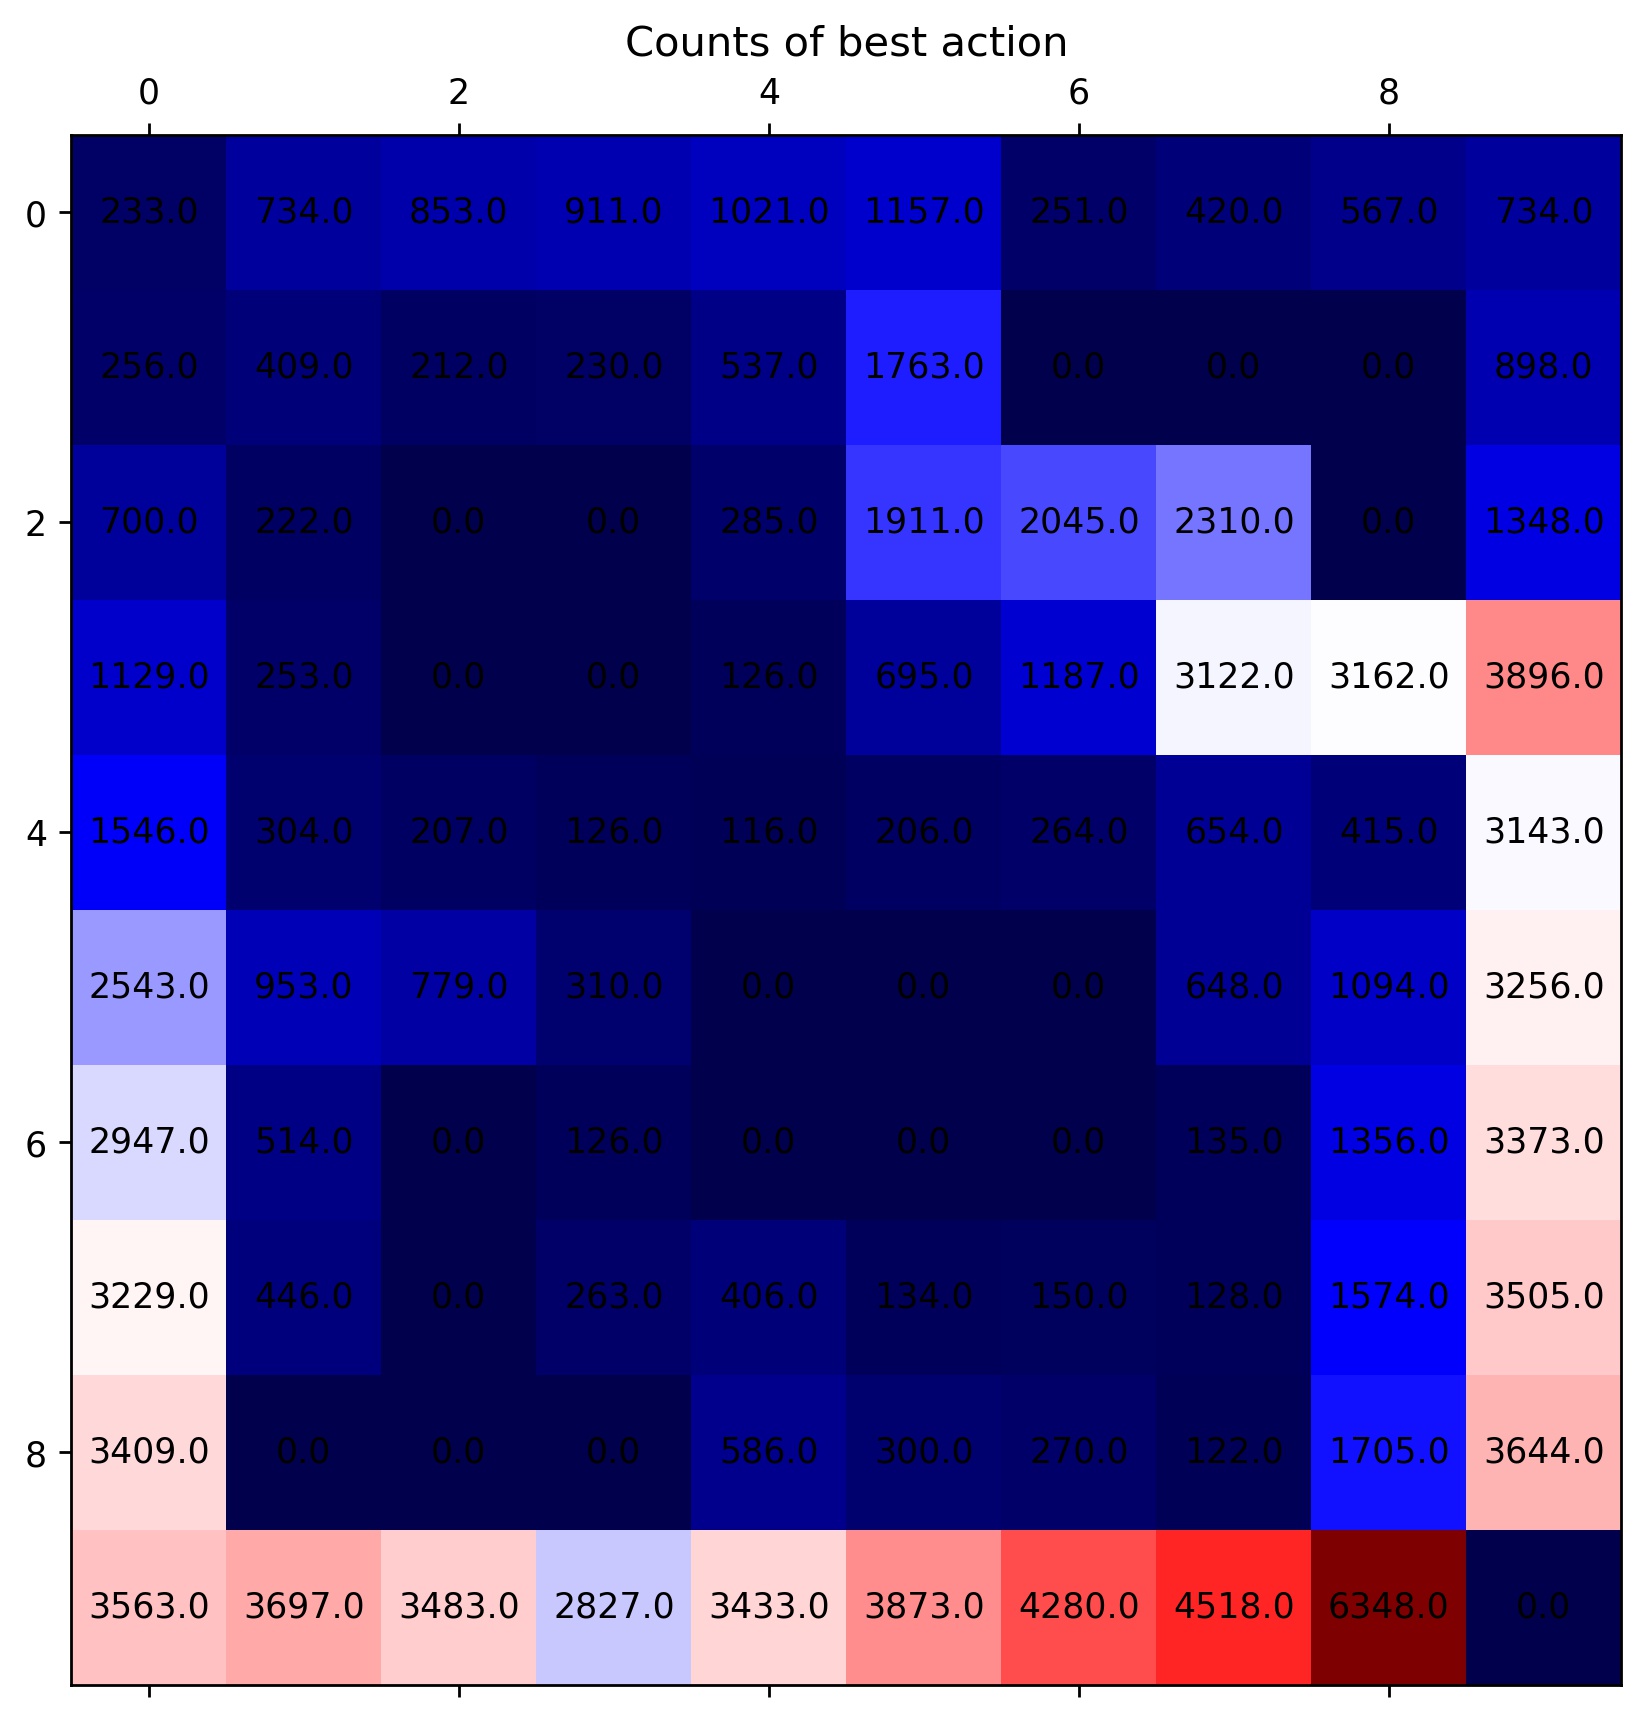 Counts of best action
0 2 4 6 8
0 233.0 734.0 853.0 911.0 1021.0 1157.0 251.0 420.0 567.0 734.0
256.0 409.0 212.0 230.0 537.0 1763.0 0.0 0.0 0.0 898.0
2 700.0 222.0 0.0 0.0 285.0 1911.0 2045.0 2310.0 0.0 1348.0
1129.0 253.0 0.0 0.0 126.0 695.0 1187.0 3122.0 3162.0 3896.0
4 1546.0 304.0 207.0 126.0 116.0 206.0 264.0 654.0 415.0 3143.0
2543.0 953.0 779.0 310.0 0.0 0.0 0.0 648.0 1094.0 3256.0
6 2947.0 514.0 0.0 126.0 0.0 0.0 0.0 135.0 1356.0 3373.0
3229.0 446.0 0.0 263.0 406.0 134.0 150.0 128.0 1574.0 3505.0
8 3409.0 0.0 0.0 0.0 586.0 300.0 270.0 122.0 1705.0 3644.0
3563.0 3697.0 3483.0 2827.0 3433.0 3873.0 4280.0 4518.0 6348.0 0.0